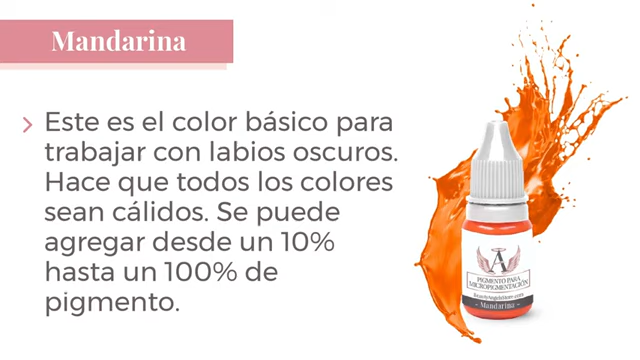 Mandarina
Este es el color básico para
trabajar con labios oscuros.
Hace que todos los colores
sean cálidos. Se puede
agregar desde un 10%
hasta un 100% de
pigmento.
A
PIGMENTO PARA
MICROPIGMENTACIÓN
- Mandarina -